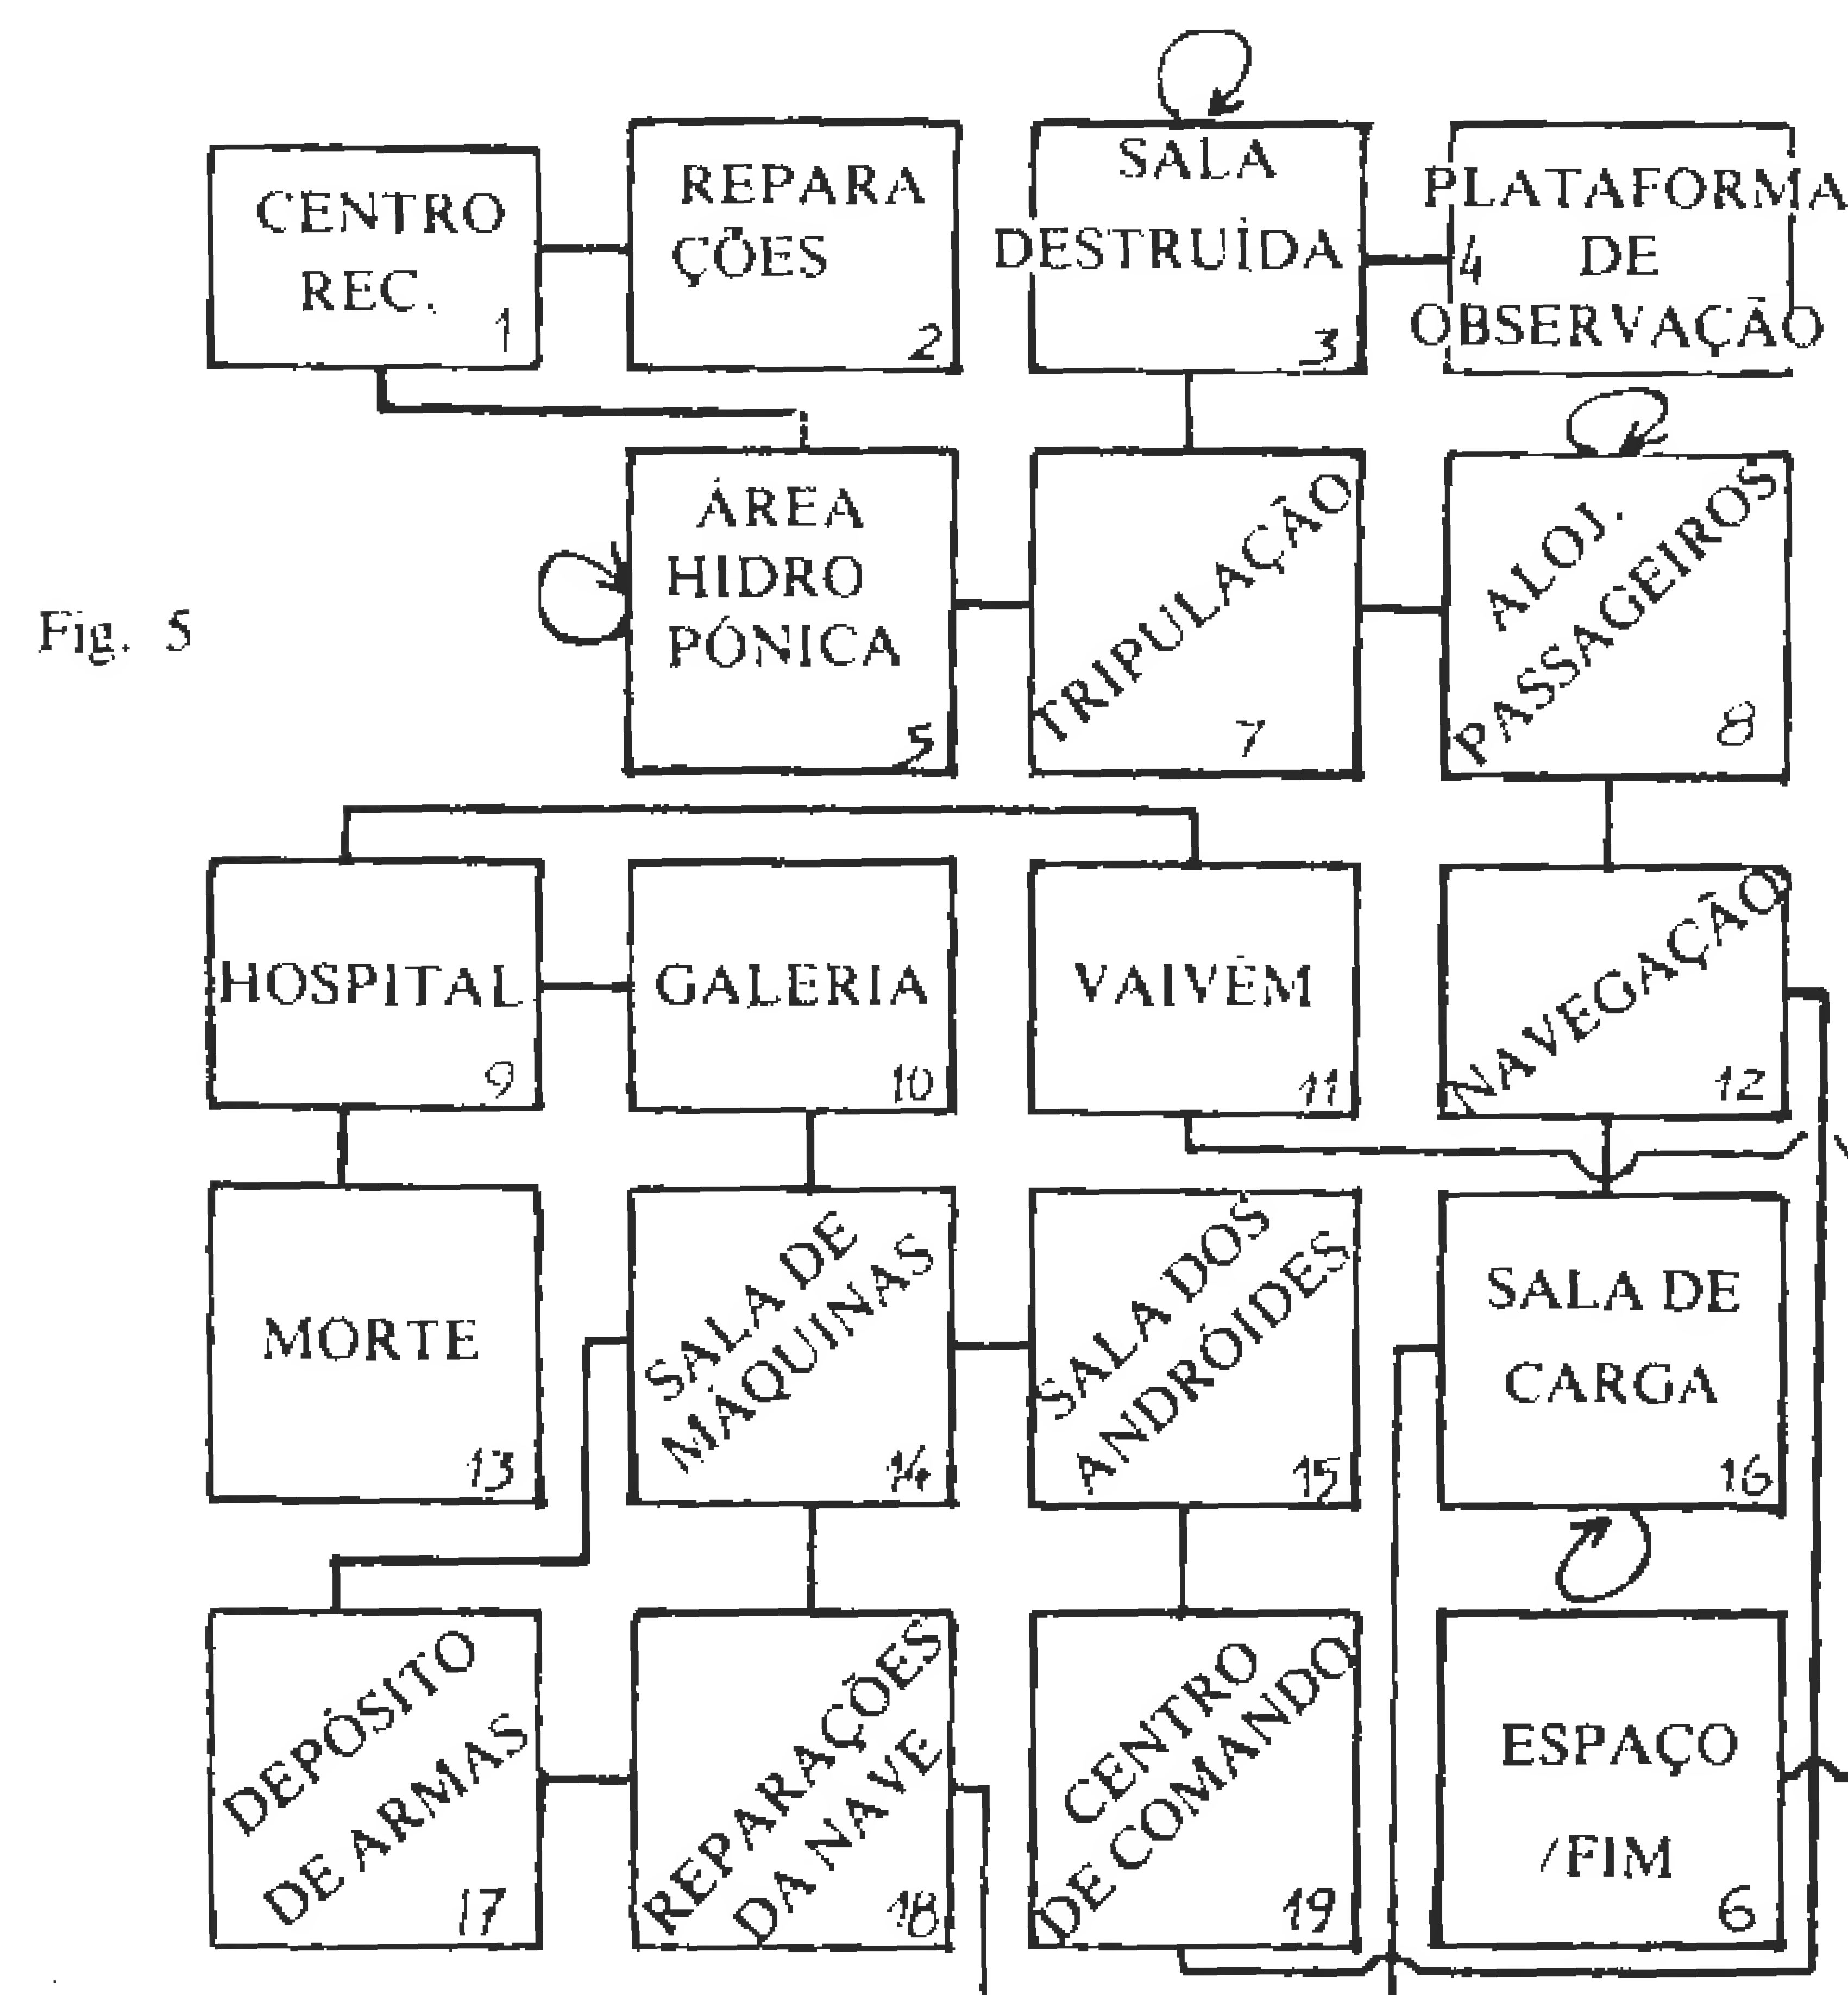 CENTRO
REC.
1
REPARA
ÇÕES
2
SALA
DESTRUÍDA
3
PLATAFORMA
4 DE
OBSERVAÇÃO
Fig. 5
ÁREA
HIDRO
PÓNICA
5
TRIPULAÇÃO
7
ALOJ.
PASSAGEIROS
8
HOSPITAL
9
GALERIA
10
VAIVÉM
11
NAVEGAÇÃO
12
MORTE
13
SALA DE
MÁQUINAS
14
SALA DOS
ANDRÓIDES
15
SALA DE
CARGA
16
DEPÓSITO
DE ARMAS
17
REPARAÇÕES
DA NAVE
18
CENTRO
DE COMANDO
19
ESPAÇO
/FIM
6